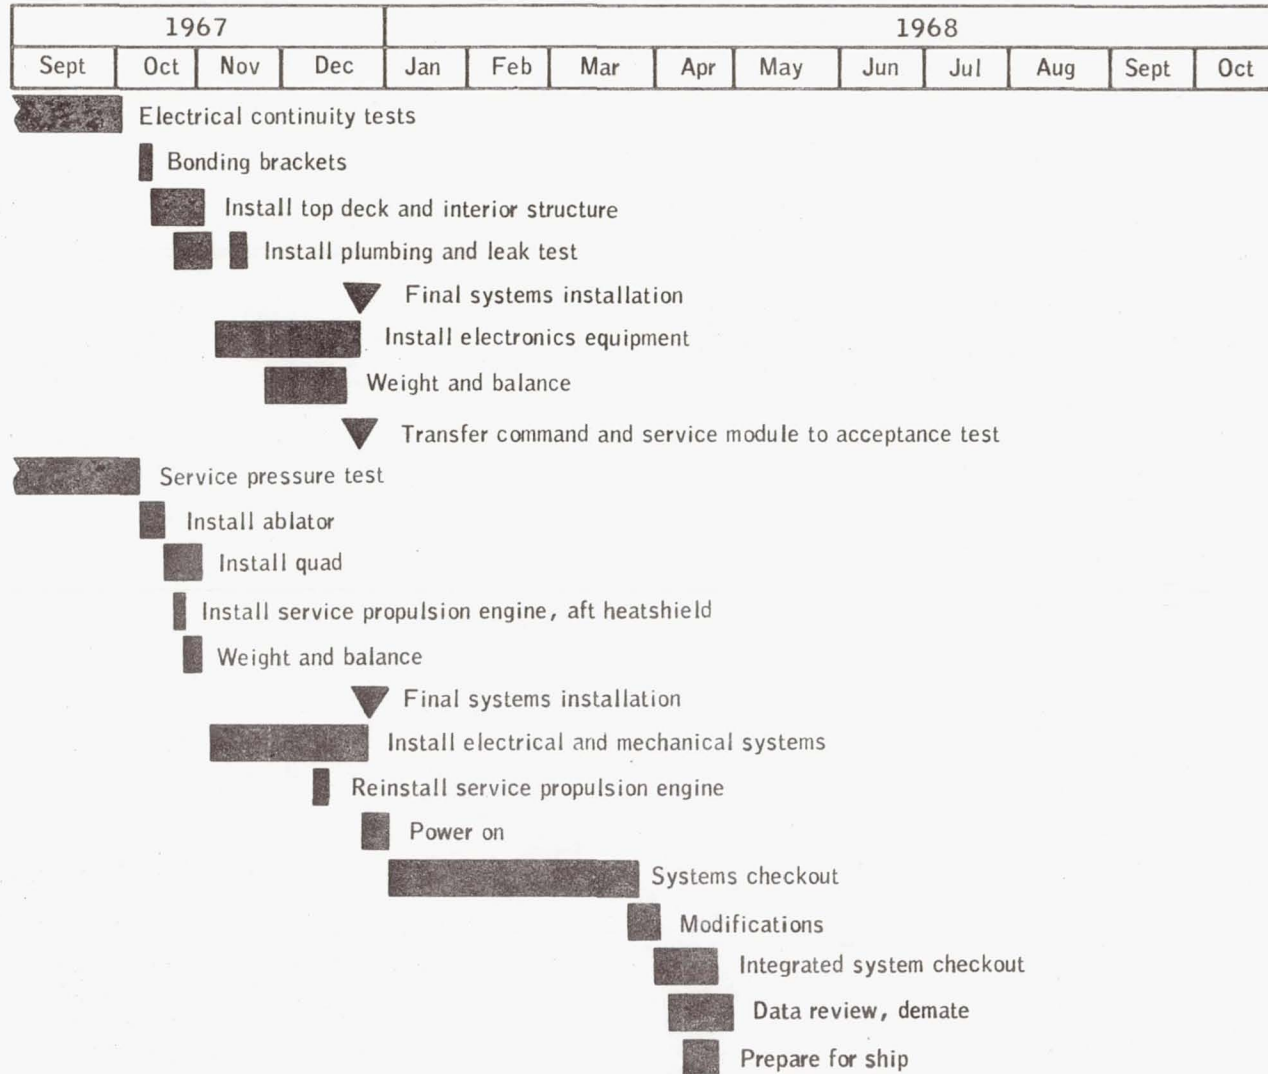 1967 1968
Sept Oct Nov Dec Jan Feb Mar Apr May Jun Jul Aug Sept Oct
Electrical continuity tests
Bonding brackets
Install top deck and interior structure
Install plumbing and leak test
Final systems installation
Install electronics equipment
Weight and balance
Transfer command and service module to acceptance test
Service pressure test
Install ablator
Install quad
Install service propulsion engine, aft heatshield
Weight and balance
Final systems installation
Install electrical and mechanical systems
Reinstall service propulsion engine
Power on
Systems checkout
Modifications
Integrated system checkout
Data review, demate
Prepare for ship